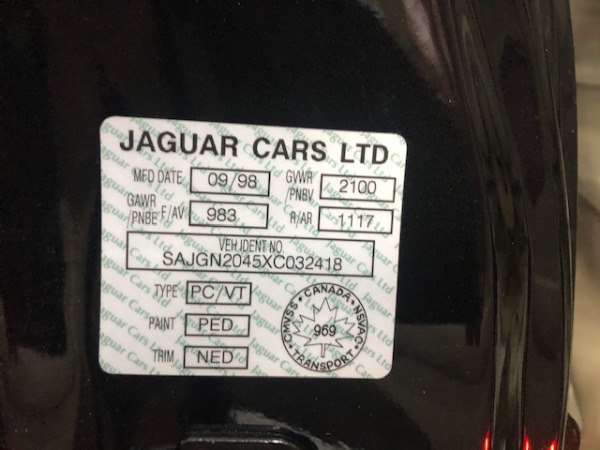 JAGUAR CARS LTD
MFD DATE 09/98 GVWR /PNBV 2100
GAWR /PNBE F/AV 983 R/AR 1117
VEH IDENT NO.
SAJGN2045XC032418
TYPE PC/VT
PAINT PED
TRIM NED
CANADA
CMVSS NSVAC
969
TRANSPORT